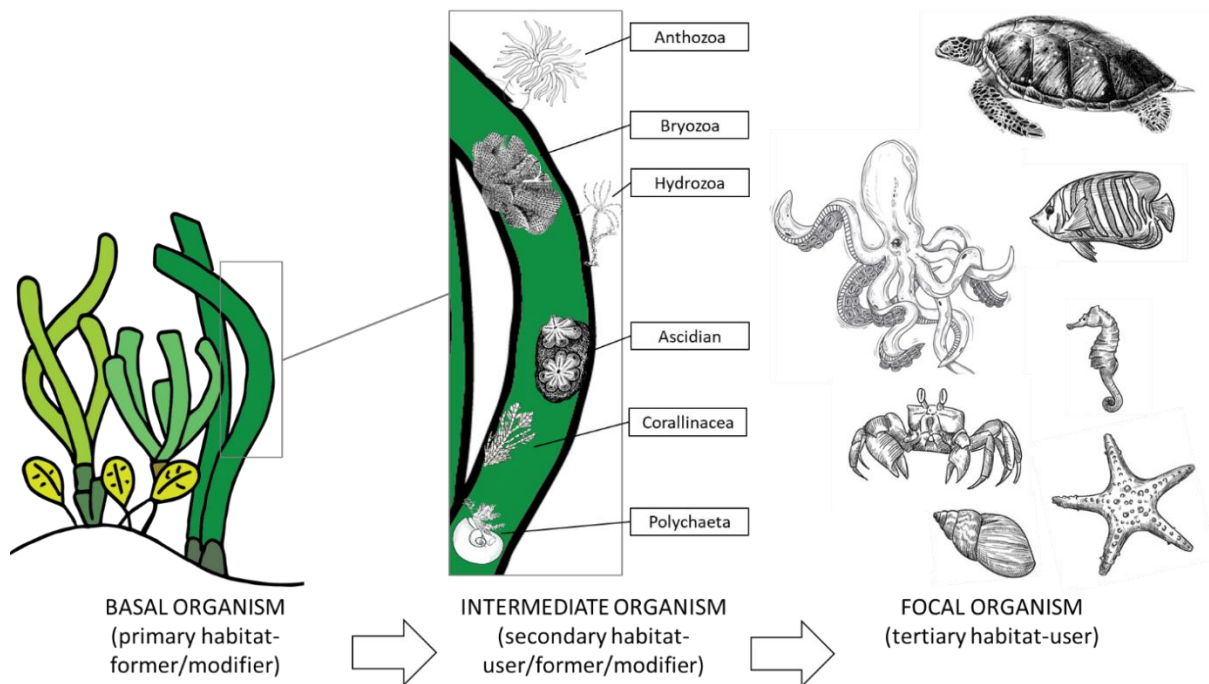 Anthozoa
Bryozoa
Hydrozoa
Ascidian
Corallinacea
Polychaeta
BASAL ORGANISM
(primary habitat-
former/modifier)
INTERMEDIATE ORGANISM
(secondary habitat-
user/former/modifier)
FOCAL ORGANISM
(tertiary habitat-user)